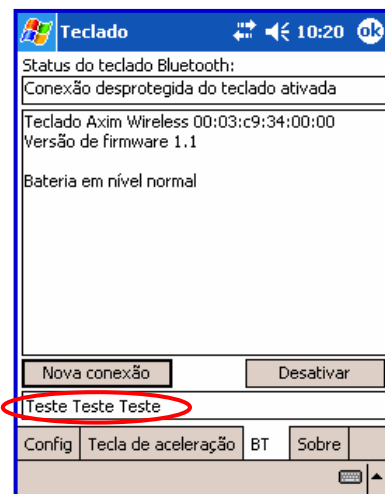 Teclado 10:20 ok
Status do teclado Bluetooth:
Conexão desprotegida do teclado ativada
Teclado Axim Wireless 00:03:c9:34:00:00
Versão de firmware 1.1
Bateria em nível normal
Nova conexão Desativar
Teste Teste Teste
Config Tecla de aceleração BT Sobre